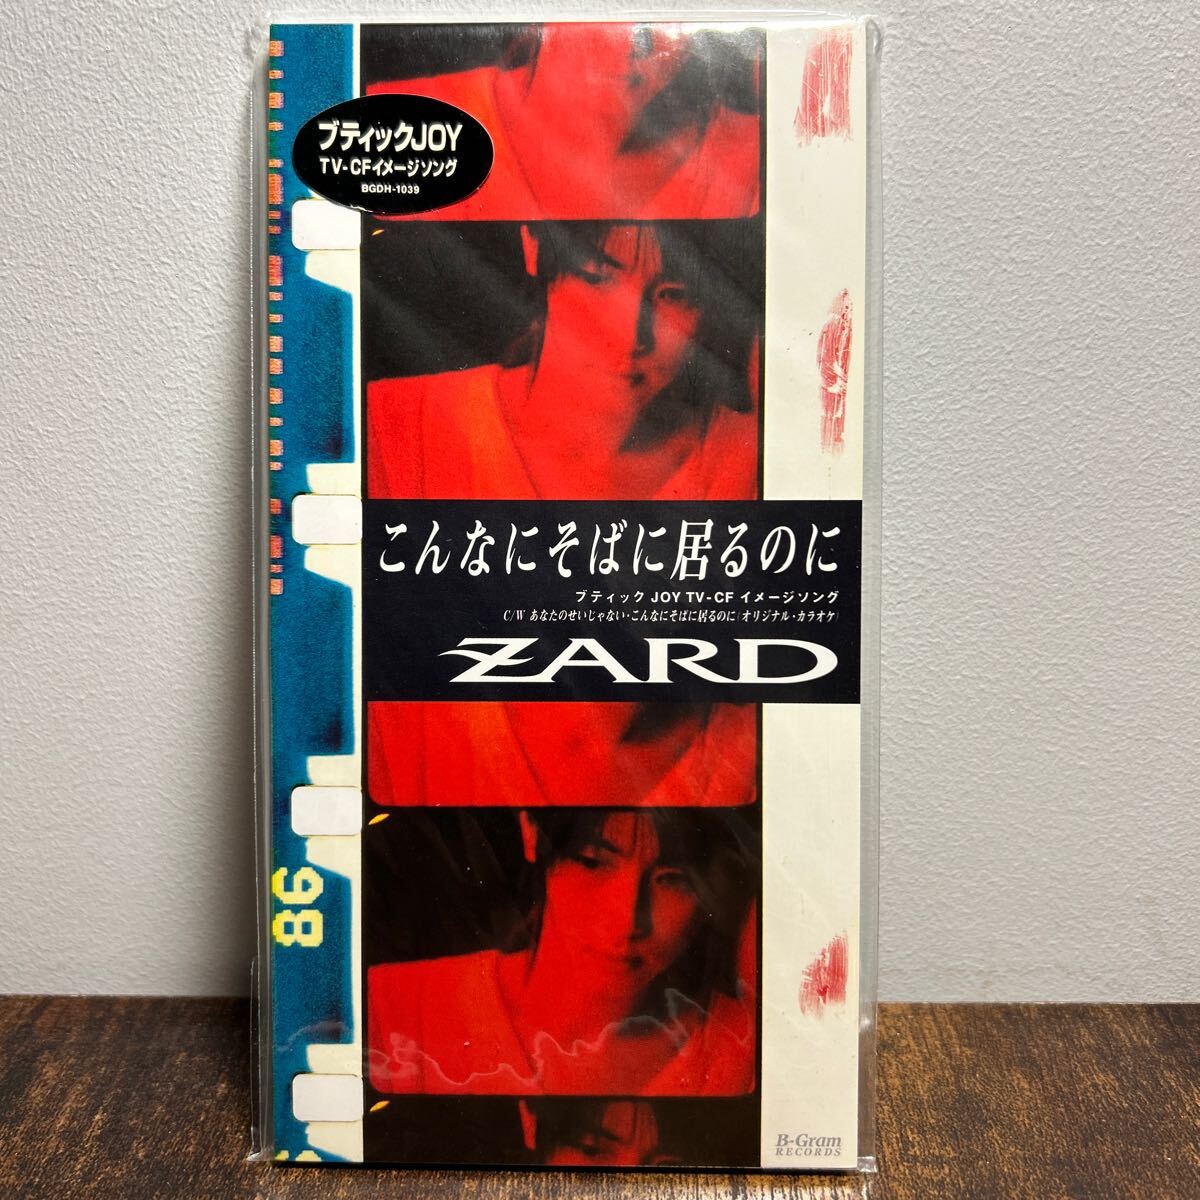 ブティックJOY
TV-CFイメージソング
BGDH-1039
こんなにそばに居るのに
ブティック JOY TV-CF イメージソング
C/W あなたのせいじゃない・こんなにそばに居るのに(オリジナル・カラオケ)
ZARD
86
B-Gram
RECORDS